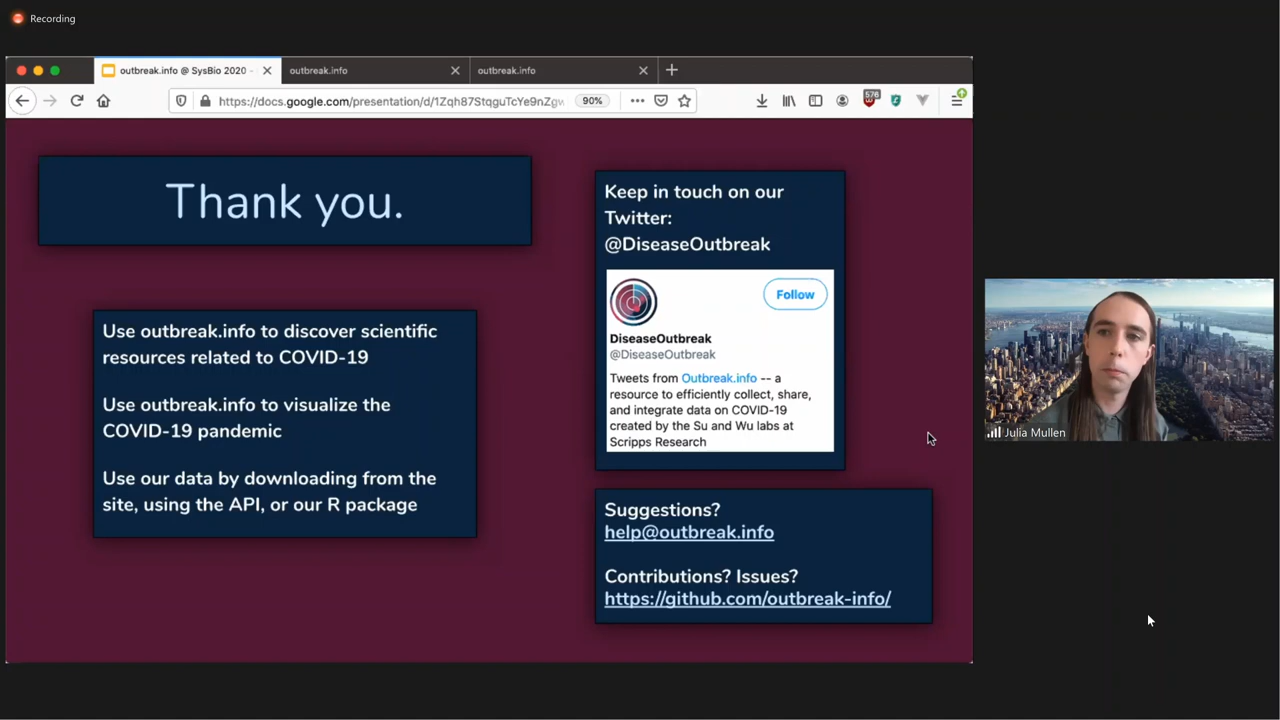 Recording
outbreak.info @ SysBio 2020 -
outbreak.info
outbreak.info
https://docs.google.com/presentation/d/1Zqh87StqguTcYe9nZgw
90%
576
Thank you.
Use outbreak.info to discover scientific
resources related to COVID-19
Use outbreak.info to visualize the
COVID-19 pandemic
Use our data by downloading from the
site, using the API, or our R package
Keep in touch on our
Twitter:
@DiseaseOutbreak
Follow
DiseaseOutbreak
@DiseaseOutbreak
Tweets from Outbreak.info -- a
resource to efficiently collect, share,
and integrate data on COVID-19
created by the Su and Wu labs at
Scripps Research
Suggestions?
help@outbreak.info
Contributions? Issues?
https://github.com/outbreak-info/
Julia Mullen